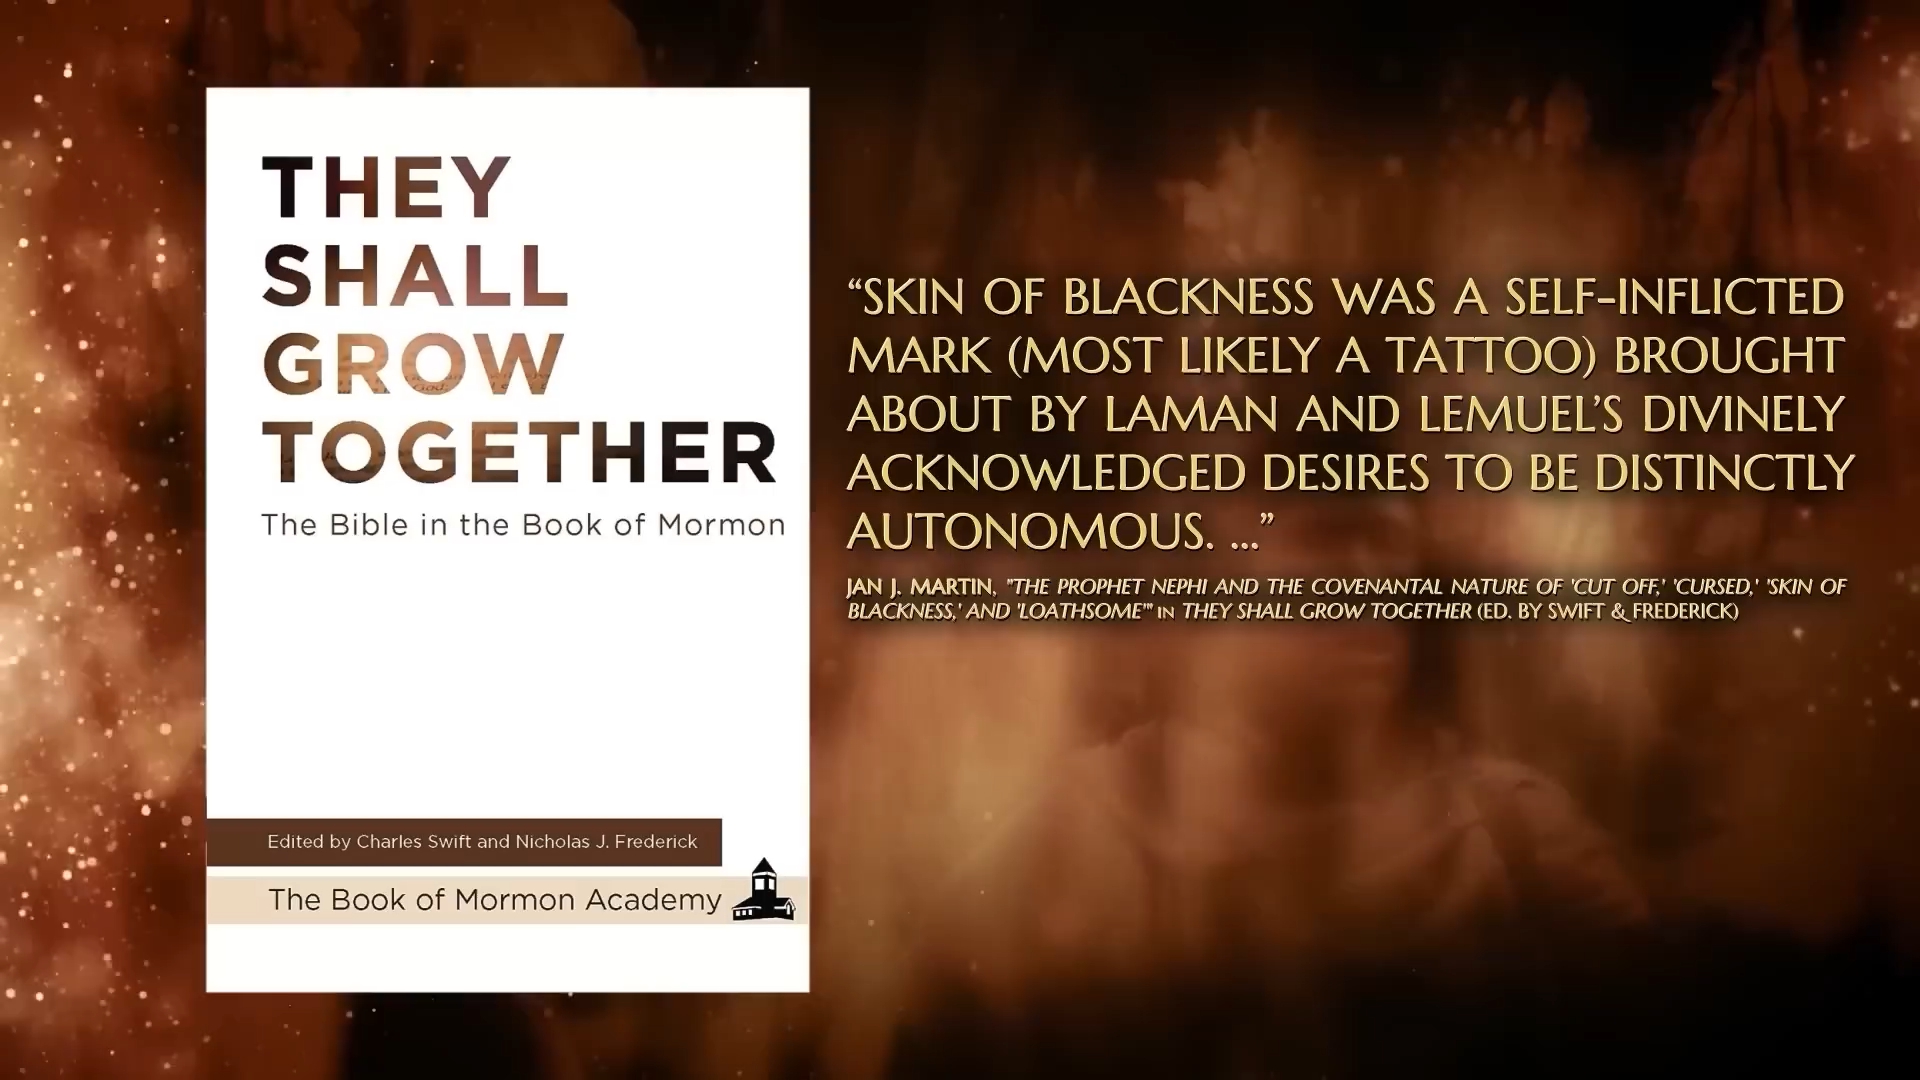 THEY
SHALL
GROW
TOGETHER
The Bible in the Book of Mormon
Edited by Charles Swift and Nicholas J. Frederick
The Book of Mormon Academy
“SKIN OF BLACKNESS WAS A SELF-INFLICTED
MARK (MOST LIKELY A TATTOO) BROUGHT
ABOUT BY LAMAN AND LEMUEL’S DIVINELY
ACKNOWLEDGED DESIRES TO BE DISTINCTLY
AUTONOMOUS. ...”
JAN J. MARTIN, "THE PROPHET NEPHI AND THE COVENANTAL NATURE OF 'CUT OFF,' 'CURSED,' 'SKIN OF
BLACKNESS,' AND 'LOATHSOME'" IN THEY SHALL GROW TOGETHER (ED. BY SWIFT & FREDERICK)